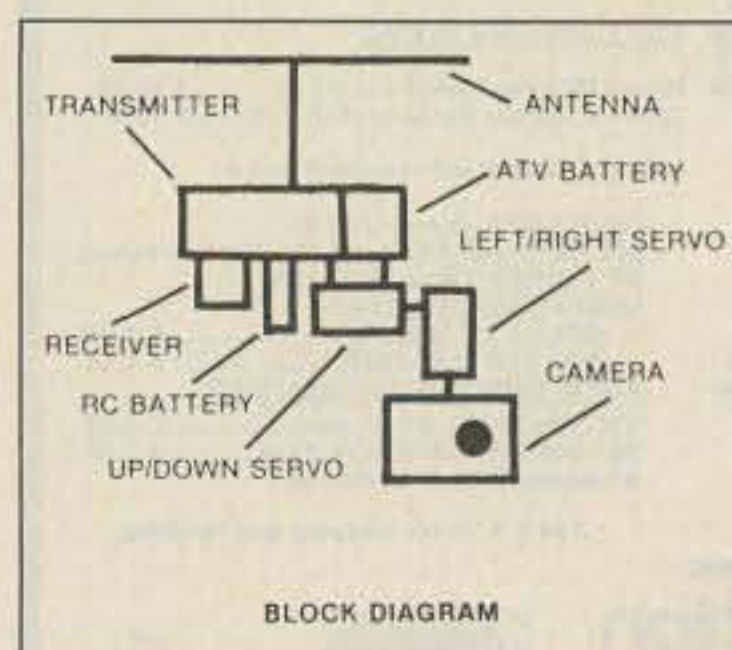 TRANSMITTER
ANTENNA
ATV BATTERY
LEFT/RIGHT SERVO
RECEIVER
CAMERA
RC BATTERY
UP/DOWN SERVO
BLOCK DIAGRAM